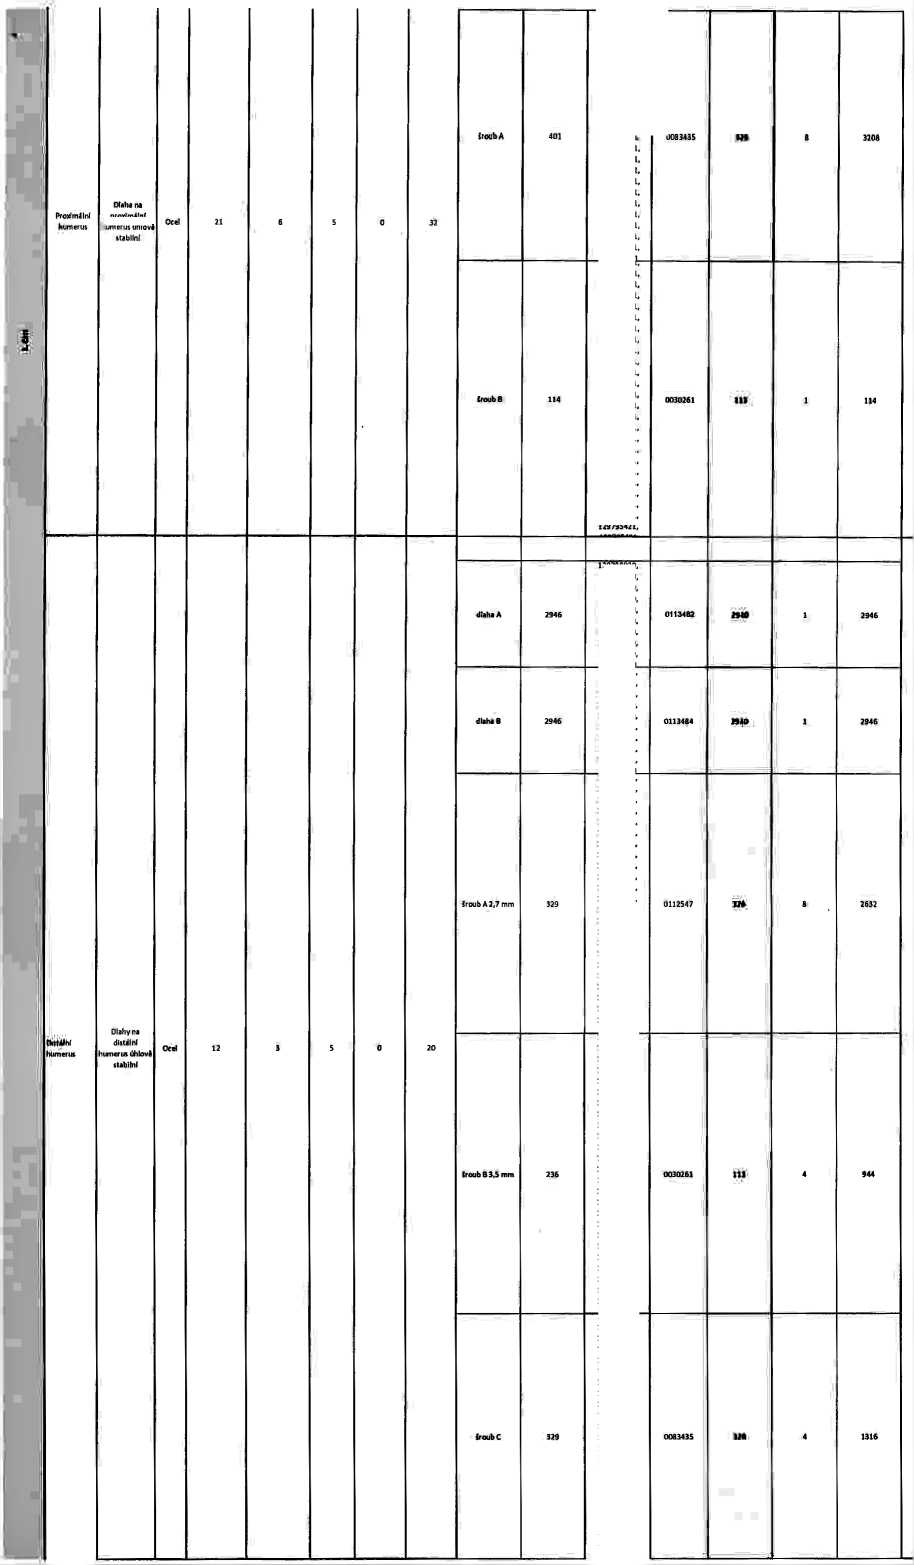 šroub A 401 0083435 8 3208
Proximální humerus
Dlaha na
humerus úhlově
stabilní
Ocel 21 6 5 0 32
šroub B 114 0030261 113 1 114
dlaha A 2946 0113482 1 2946
dlaha B 2946 0113484 1 2946
šroub A 2,7 mm 329 0112547 8 2632
Distální
humerus
Dlahy na
distální
humerus úhlově
stabilní
Ocel 12 3 5 0 20
šroub B 3,5 mm 236 0030261 113 4 944
šroub C 329 0083435 4 1316